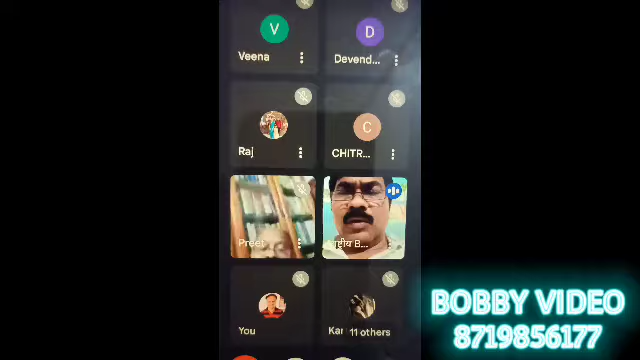 V
Veena
D
Devend...
Raj
C
CHITR...
Preet
राष्ट्रीय B...
You
Kar
11 others
BOBBY VIDEO
8719856177